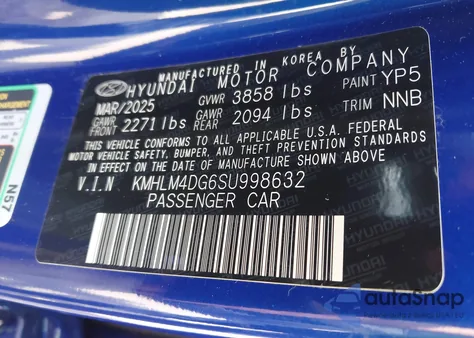 MANUFACTURED IN KOREA BY
HYUNDAI MOTOR COMPANY
MAR/2025 GVWR 3858 lbs PAINT YP5
GAWR FRONT 2271 lbs GAWR REAR 2094 lbs TRIM NNB
THIS VEHICLE CONFORMS TO ALL APPLICABLE U.S.A. FEDERAL
MOTOR VEHICLE SAFETY, BUMPER, AND THEFT PREVENTION STANDARDS
IN EFFECT ON THE DATE OF MANUFACTURE SHOWN ABOVE
V.I.N KMHLM4DG6SU998632
PASSENGER CAR
N57
autoSnap